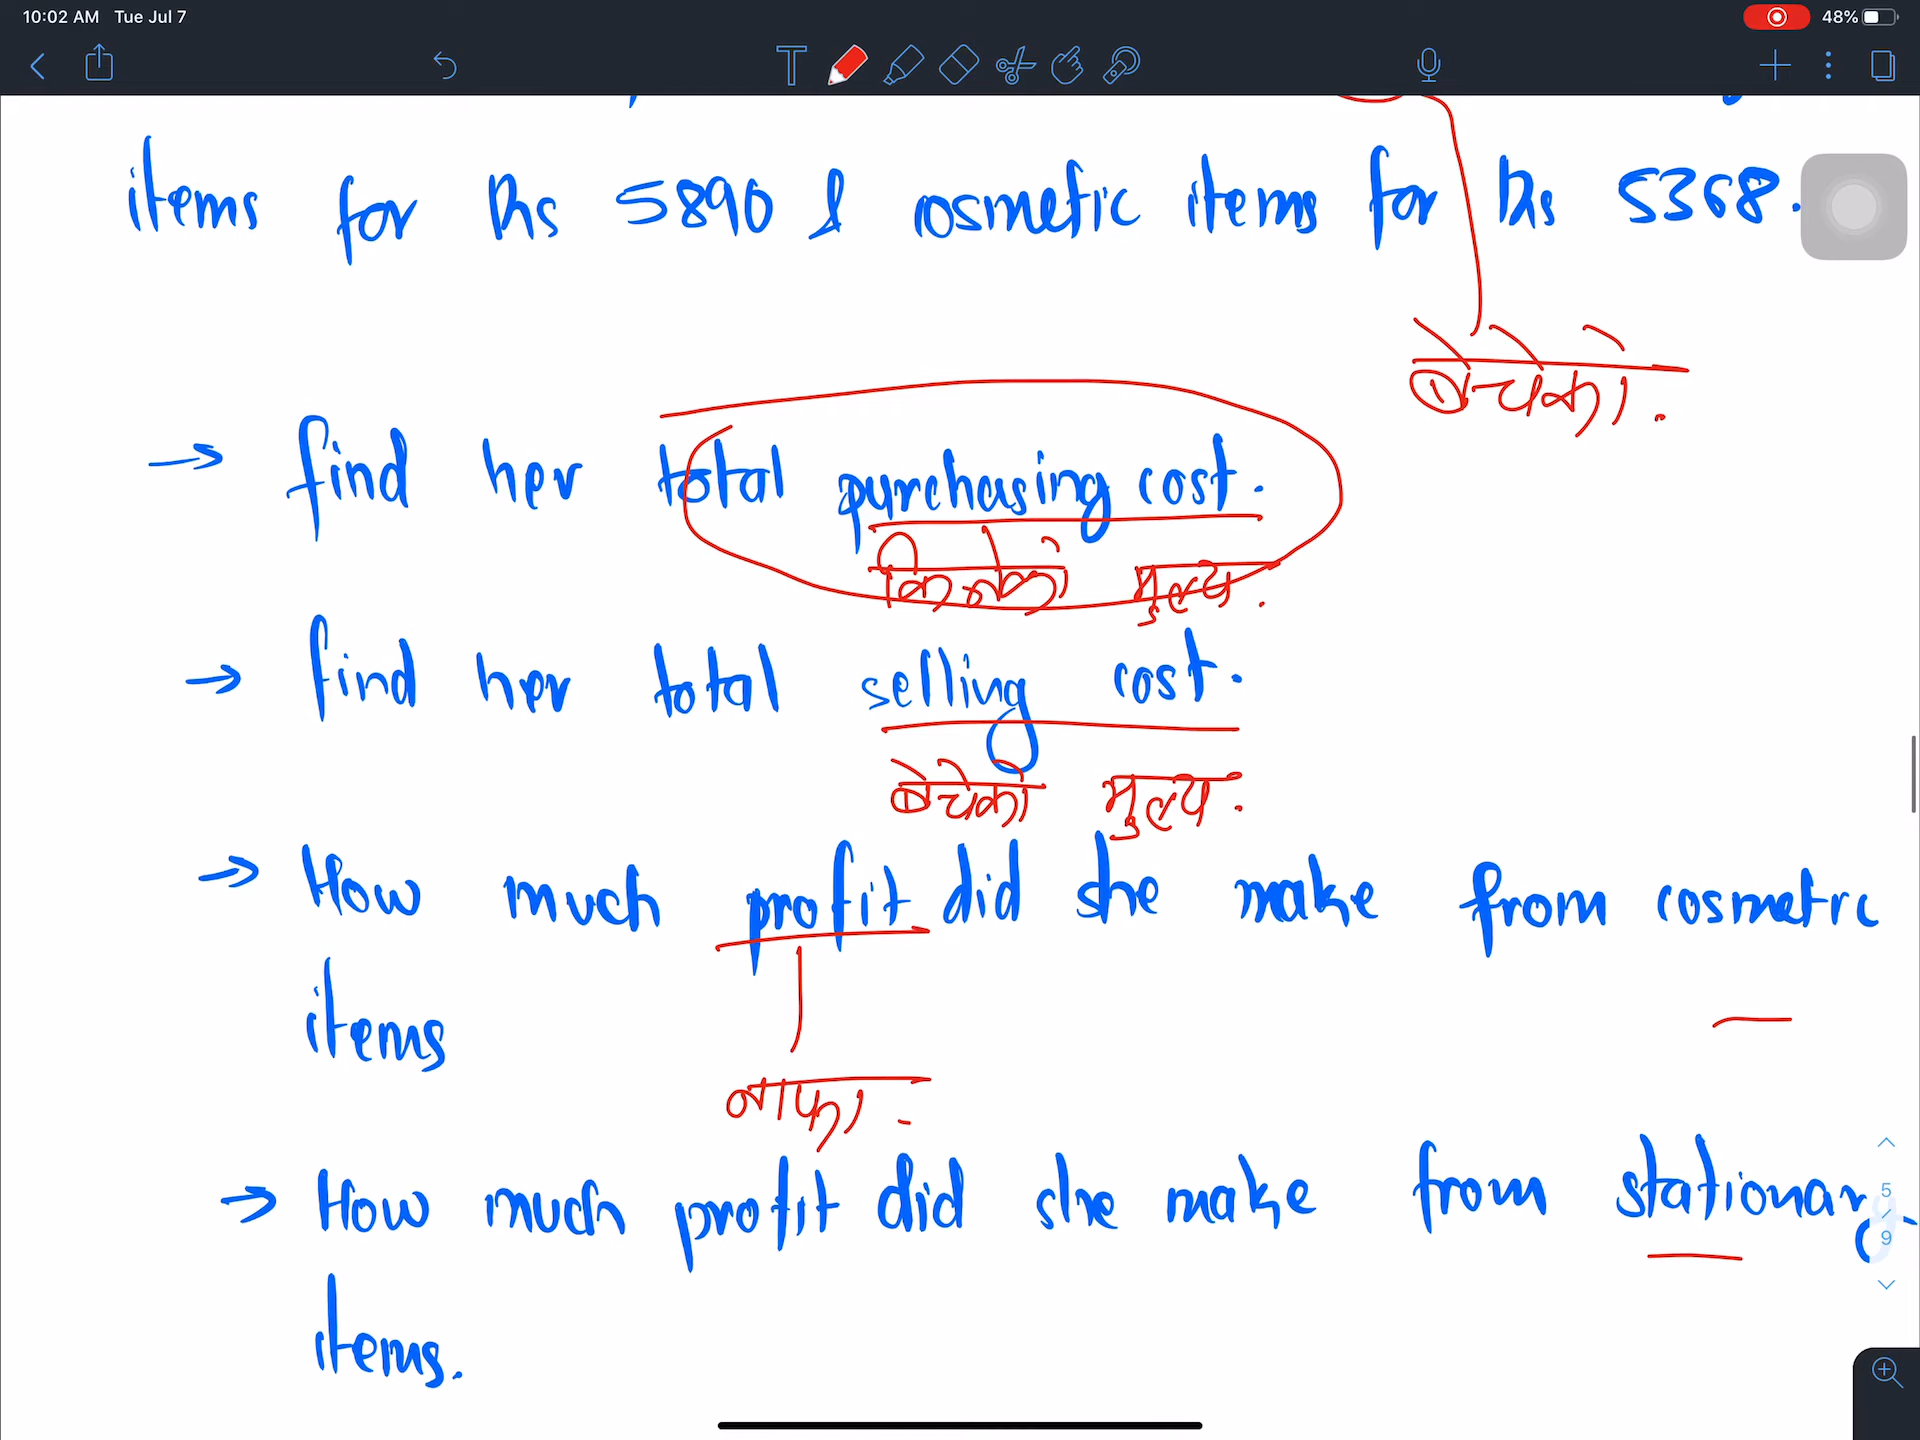 10:02 AM Tue Jul 7 48%
items for Rs 5890 & cosmetic items for Rs 5368.
बेचेको.
→ find her total purchasing cost.
किनेको मुल्य.
→ find her total selling cost.
बेचेको मुल्य.
→ How much profit did she make from cosmetic
items
नाफा.
→ How much profit did she make from stationary
items.
5
9